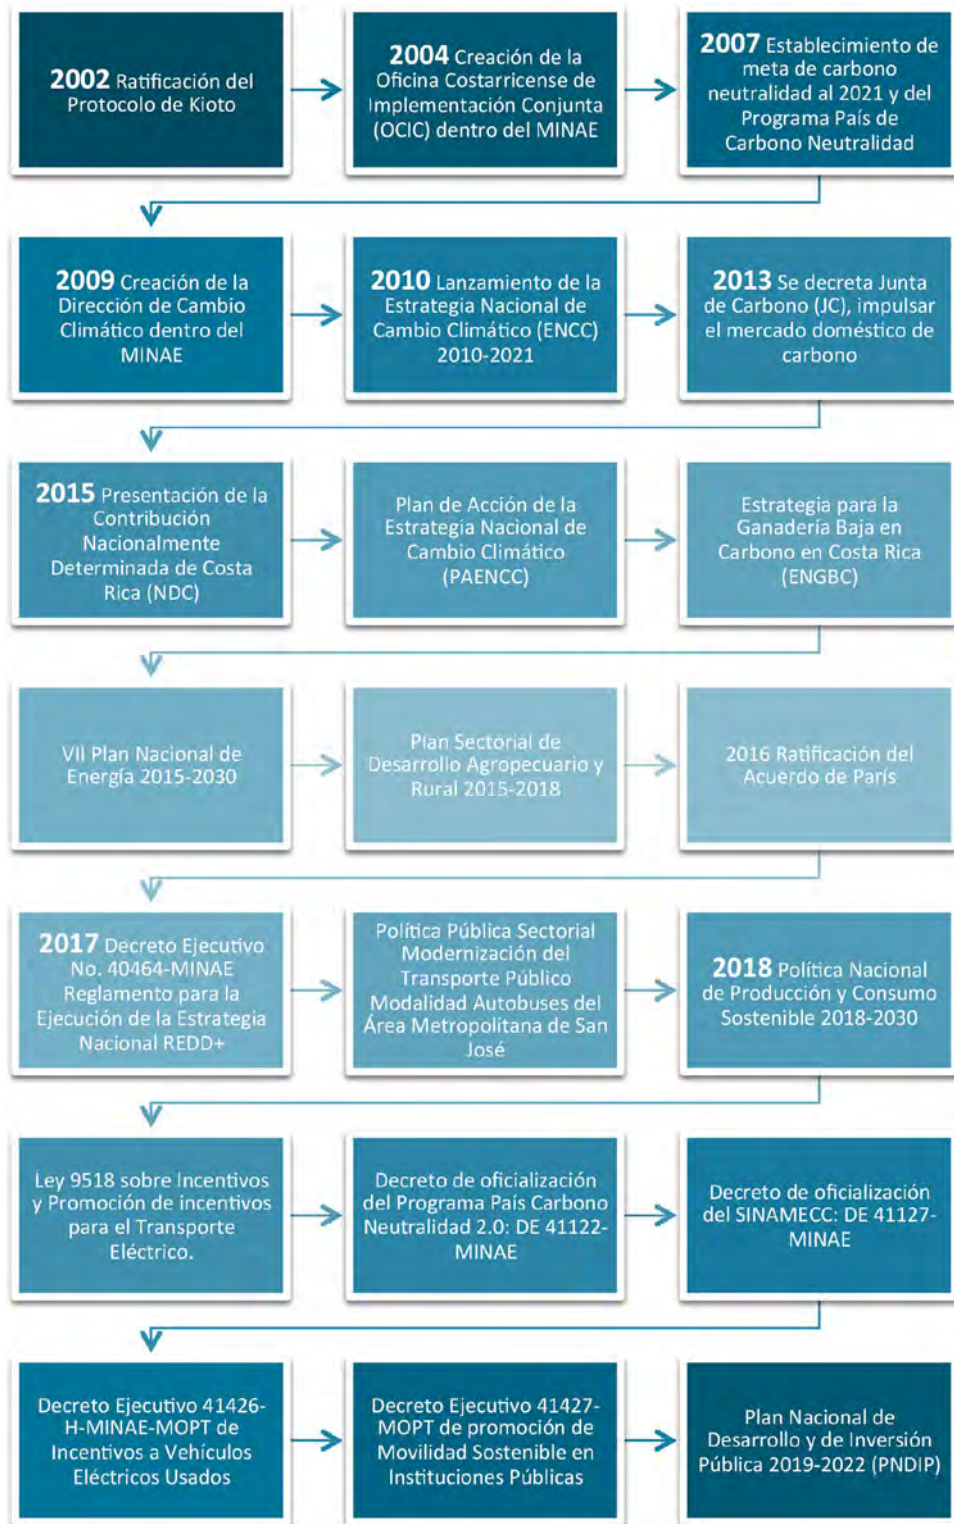 2002 Ratificación del
Protocolo de Kioto
2004 Creación de la
Oficina Costarricense de
Implementación Conjunta
(OCIC) dentro del MINAE
2007 Establecimiento de
meta de carbono
neutralidad al 2021 y del
Programa País de
Carbono Neutralidad
2009 Creación de la
Dirección de Cambio
Climático dentro del
MINAE
2010 Lanzamiento de la
Estrategia Nacional de
Cambio Climático (ENCC)
2010-2021
2013 Se decreta Junta
de Carbono (JC), impulsar
el mercado doméstico de
carbono
2015 Presentación de la
Contribución
Nacionalmente
Determinada de Costa
Rica (NDC)
Plan de Acción de la
Estrategia Nacional de
Cambio Climático
(PAENCC)
Estrategia para la
Ganadería Baja en
Carbono en Costa Rica
(ENGBC)
VII Plan Nacional de
Energía 2015-2030
Plan Sectorial de
Desarrollo Agropecuario y
Rural 2015-2018
2016 Ratificación del
Acuerdo de París
2017 Decreto Ejecutivo
No. 40464-MINAE
Reglamento para la
Ejecución de la Estrategia
Nacional REDD+
Política Pública Sectorial
Modernización del
Transporte Público
Modalidad Autobuses del
Área Metropolitana de San
José
2018 Política Nacional
de Producción y Consumo
Sostenible 2018-2030
Ley 9518 sobre Incentivos
y Promoción de incentivos
para el Transporte
Eléctrico.
Decreto de oficialización
del Programa País Carbono
Neutralidad 2.0: DE 41122-
MINAE
Decreto de oficialización
del SINAMECC: DE 41127-
MINAE
Decreto Ejecutivo 41426-
H-MINAE-MOPT de
Incentivos a Vehículos
Eléctricos Usados
Decreto Ejecutivo 41427-
MOPT de promoción de
Movilidad Sostenible en
Instituciones Públicas
Plan Nacional de
Desarrollo y de Inversión
Pública 2019-2022 (PNDIP)